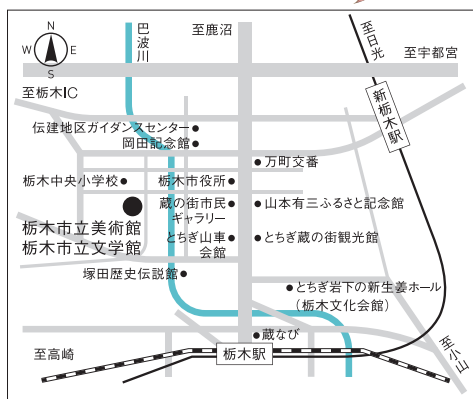 N
W E
S
巴波川
至鹿沼
至日光
至宇都宮
至栃木IC
新栃木駅
伝建地区ガイダンスセンター
岡田記念館
万町交番
栃木中央小学校
栃木市役所
蔵の街市民
ギャラリー
山本有三ふるさと記念館
栃木市立美術館
栃木市立文学館
とちぎ山車
会館
とちぎ蔵の街観光館
塚田歴史伝説館
とちぎ岩下の新生姜ホール
(栃木文化会館)
蔵なび
至高崎
栃木駅
至小山